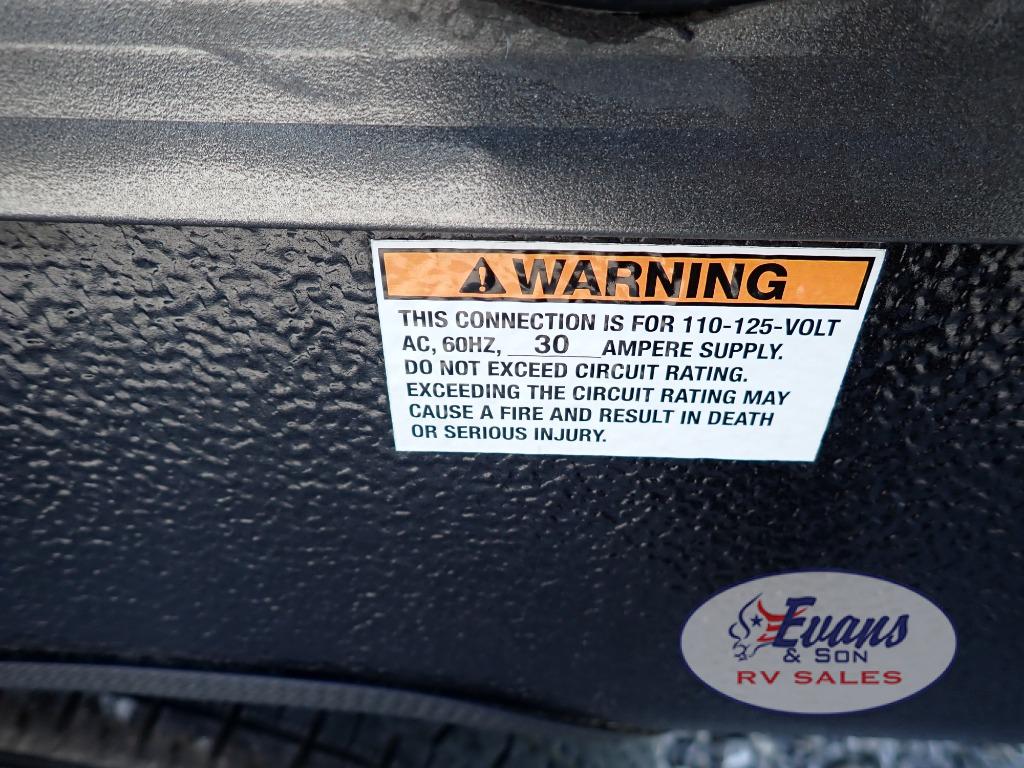 WARNING
THIS CONNECTION IS FOR 110-125-VOLT
AC, 60HZ, 30 AMPERE SUPPLY.
DO NOT EXCEED CIRCUIT RATING.
EXCEEDING THE CIRCUIT RATING MAY
CAUSE A FIRE AND RESULT IN DEATH
OR SERIOUS INJURY.
Evans
& SON
RV SALES